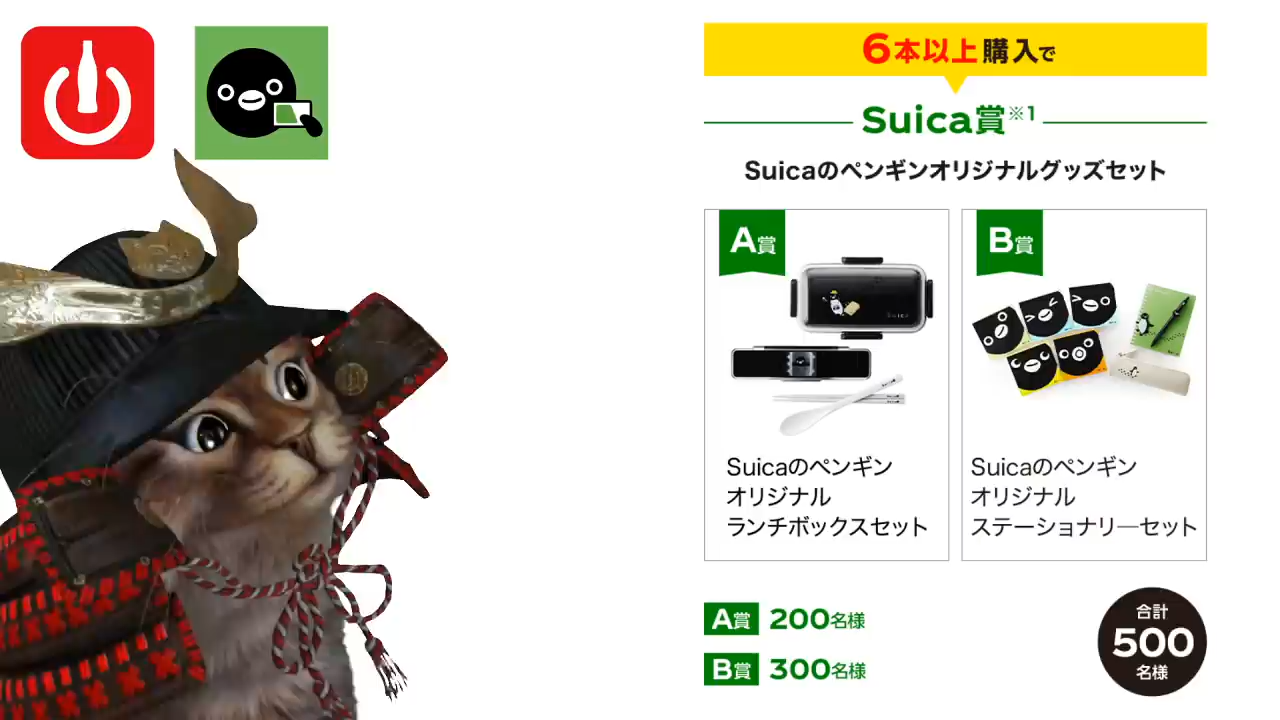 6本以上購入で
Suica賞※1
Suicaのペンギンオリジナルグッズセット
A賞
B賞
Suicaのペンギン
オリジナル
ランチボックスセット
Suicaのペンギン
オリジナル
ステーショナリーセット
A賞 200名様
B賞 300名様
合計
500
名様